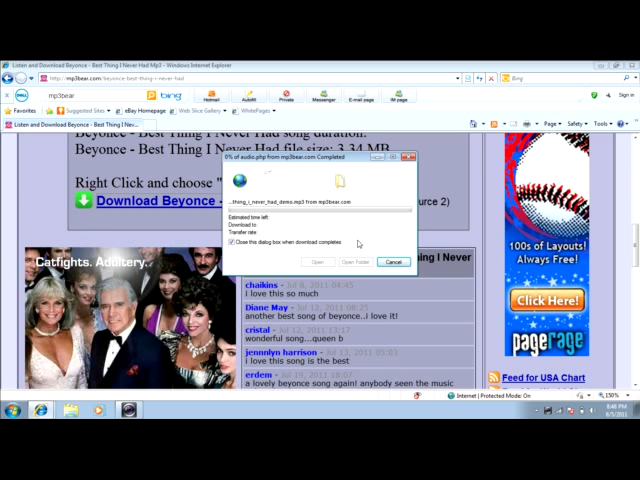 Listen and Download Beyonce - Best Thing I Never Had Mp3 - Windows Internet Explorer
http://mp3bear.com/beyonce-best-thing-i-never-had
Bing
DELL
mp3bear
bing
Hotmail
Autofill
Private
Messenger
E-mail page
IM page
Sign in
Favorites
Suggested Sites
eBay Homepage
Web Slice Gallery
WhitePages
Listen and Download Beyonce - Best Thing I Nev...
Page
Safety
Tools
Beyonce - Best Thing I Never Had song duration:
Beyonce - Best Thing I Never Had file size: 3.34 MB
Right Click and choose "
Download Beyonce -
urce 2)
0% of audio.php from mp3bear.com Completed
...thing_i_never_had_demo.mp3 from mp3bear.com
Estimated time left:
Download to:
Transfer rate:
Close this dialog box when download completes
Open
Open Folder
Cancel
Catfights. Adultery.
I Never Had
chaikins : Jul 8, 2011 04:45
i love this so much
Diane May : Jul 12, 2011 08:25
another best song of beyonce..i love it!
cristal : Jul 12, 2011 13:17
wonderful song...queen b
jennnlyn harrison : Jul 13, 2011 05:03
i love this song is the best
erdem : Jul 19, 2011 18:07
a lovely beyonce song again! anybody seen the music
100s of Layouts!
Always Free!
Click Here!
pagerage
Feed for USA Chart
Internet | Protected Mode: On
150%
8:48 PM
8/5/2011